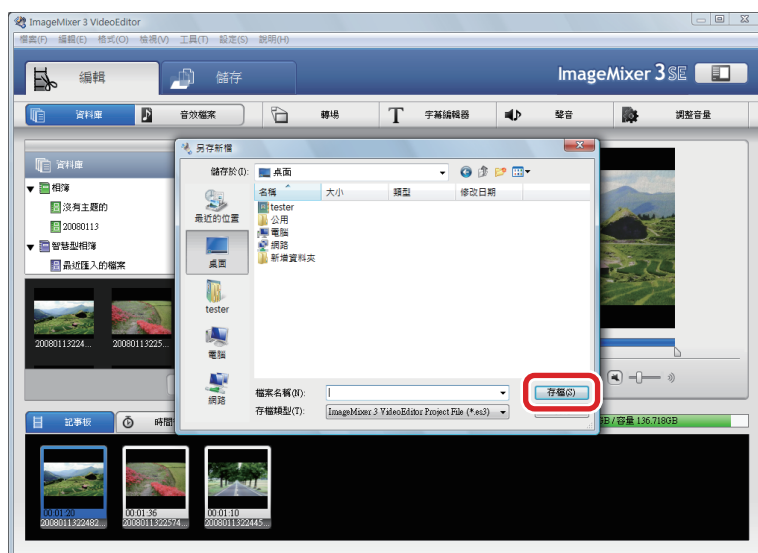 ImageMixer 3 VideoEditor
檔案(F) 編輯(E) 格式(O) 檢視(V) 工具(T) 設定(S) 說明(H)
編輯 儲存 ImageMixer 3 SE
資料庫 音效檔案 轉場 T 字幕編輯器 聲音 調整音量
另存新檔
資料庫
儲存於(I): 桌面
名稱 大小 類型 修改日期
相簿
沒有主題的
20080113
智慧型相簿
最近匯入的檔案
最近的位置
桌面
tester
電腦
網路
tester
公用
電腦
網路
新增資料夾
20080113224... 20080113225...
檔案名稱(N): 存檔(S)
存檔類型(T): ImageMixer 3 VideoEditor Project File (*.es3)
記事板 時間
GB / 容量 136.718GB
00:01:20 00:01:36 00:01:10
2008011322482... 20080113225574... 2008011322445...